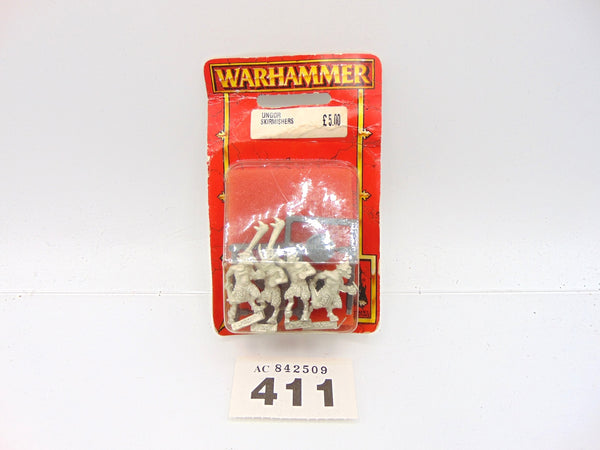 WARHAMMER
UNGOR
SKIRMISHERS £5.00
AC 842509
411